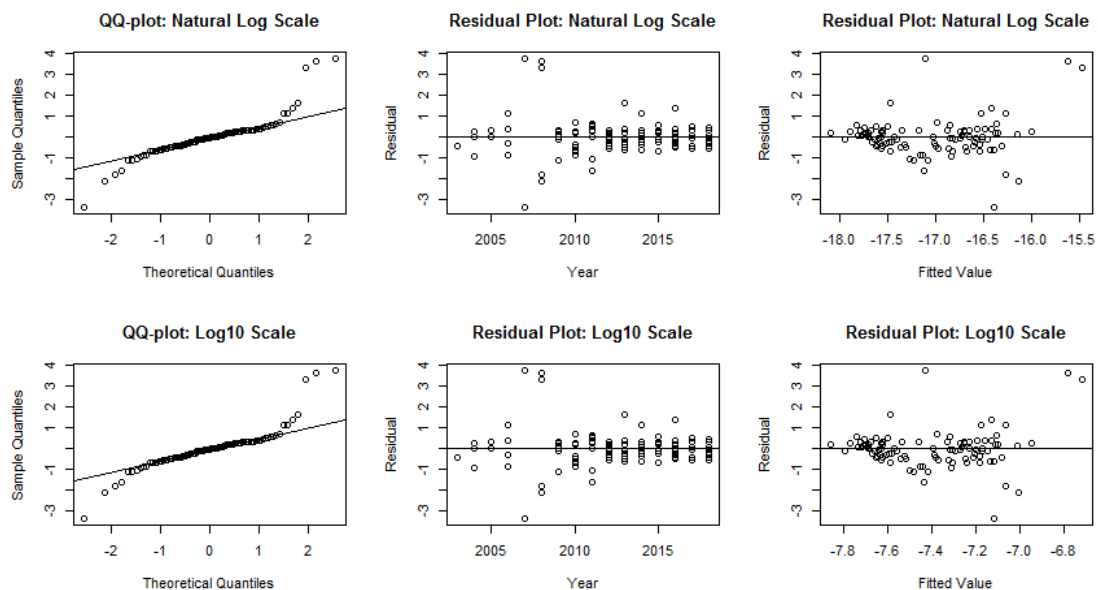 QQ-plot: Natural Log Scale
Sample Quantiles
4
3
2
1
-1
-3
-2 -1 0 1 2
Theoretical Quantiles
Residual Plot: Natural Log Scale
Residual
4
3
2
1
-1
-3
2005 2010 2015
Year
Residual Plot: Natural Log Scale
Residual
4
3
2
1
-1
-3
-18.0 -17.5 -17.0 -16.5 -16.0 -15.5
Fitted Value
QQ-plot: Log10 Scale
Sample Quantiles
4
3
2
1
-1
-3
-2 -1 0 1 2
Theoretical Quantiles
Residual Plot: Log10 Scale
Residual
4
3
2
1
-1
-3
2005 2010 2015
Year
Residual Plot: Log10 Scale
Residual
4
3
2
1
-1
-3
-7.8 -7.6 -7.4 -7.2 -7.0 -6.8
Fitted Value